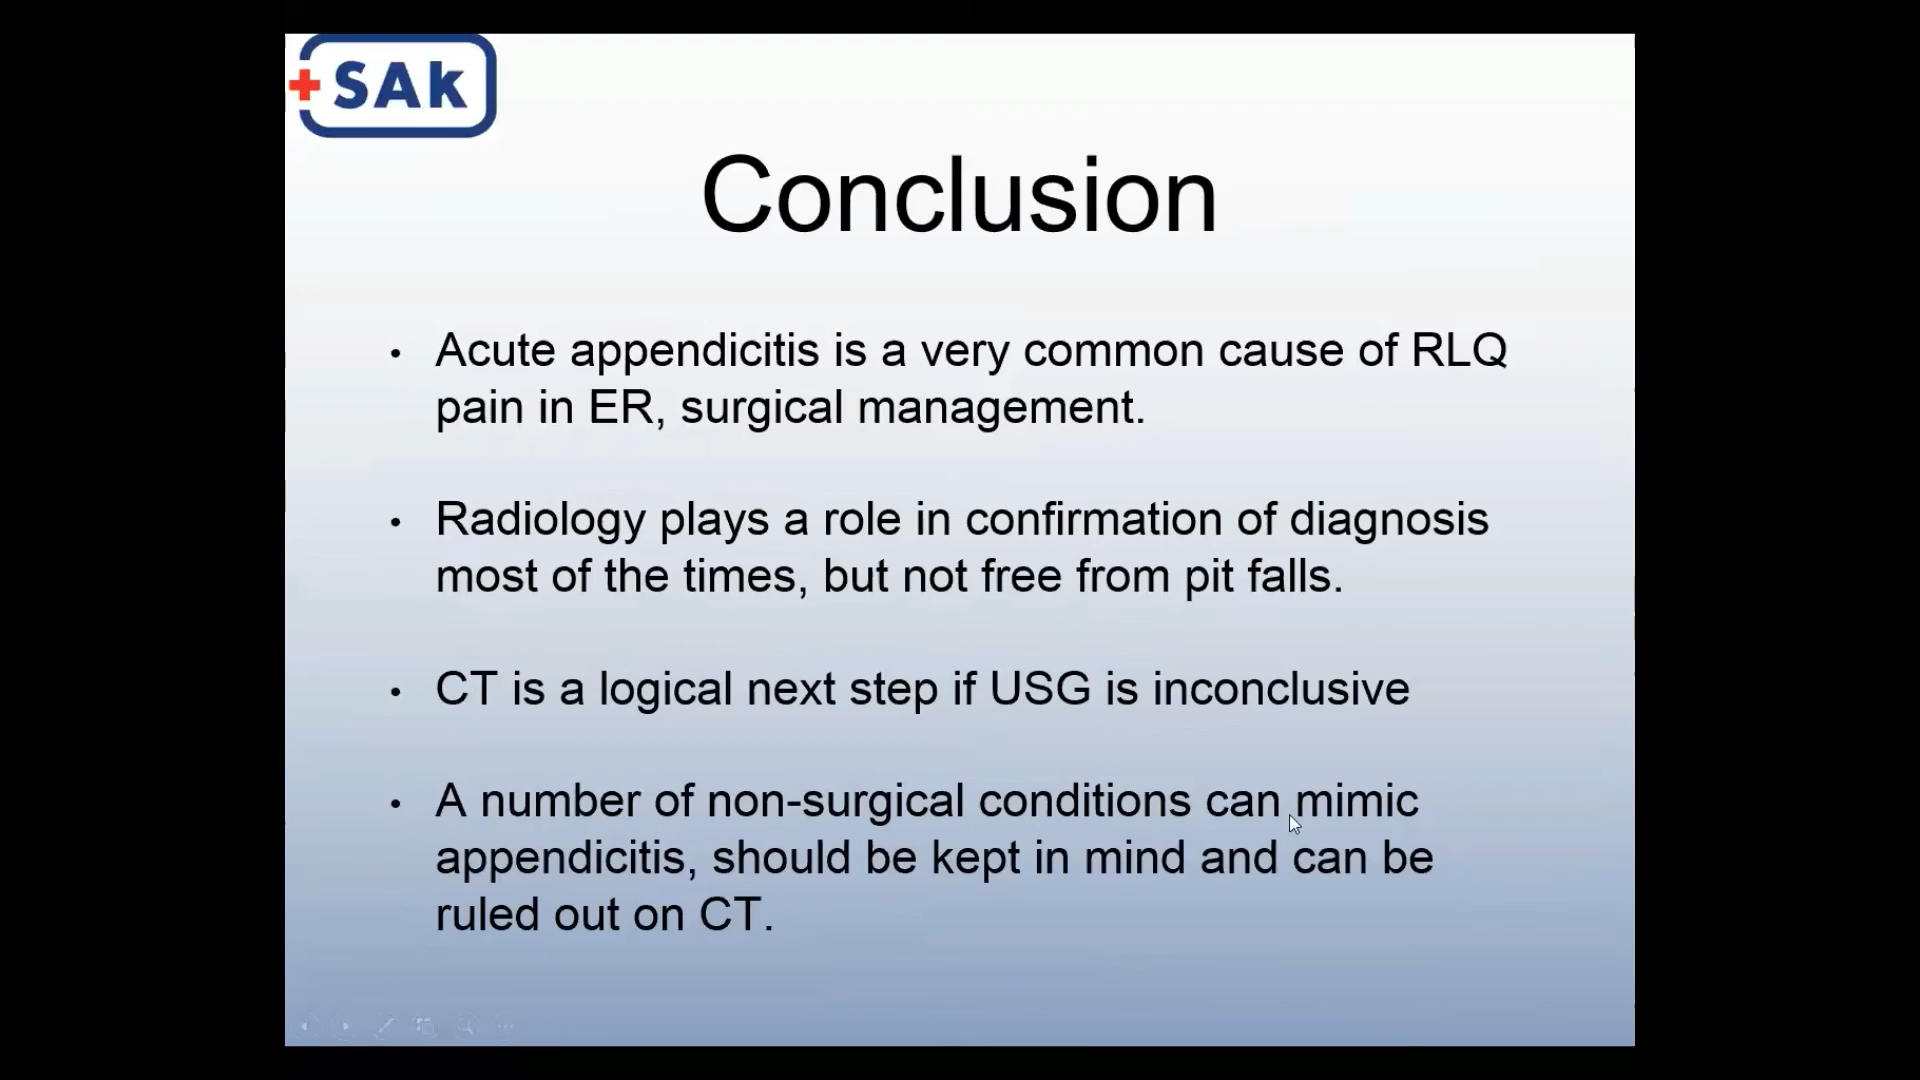 SAk
Conclusion
• Acute appendicitis is a very common cause of RLQ
pain in ER, surgical management.
• Radiology plays a role in confirmation of diagnosis
most of the times, but not free from pit falls.
• CT is a logical next step if USG is inconclusive
• A number of non-surgical conditions can mimic
appendicitis, should be kept in mind and can be
ruled out on CT.